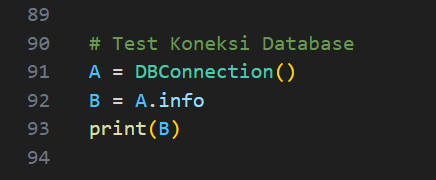 89
90 # Test Koneksi Database
91 A = DBConnection()
92 B = A.info
93 print(B)
94